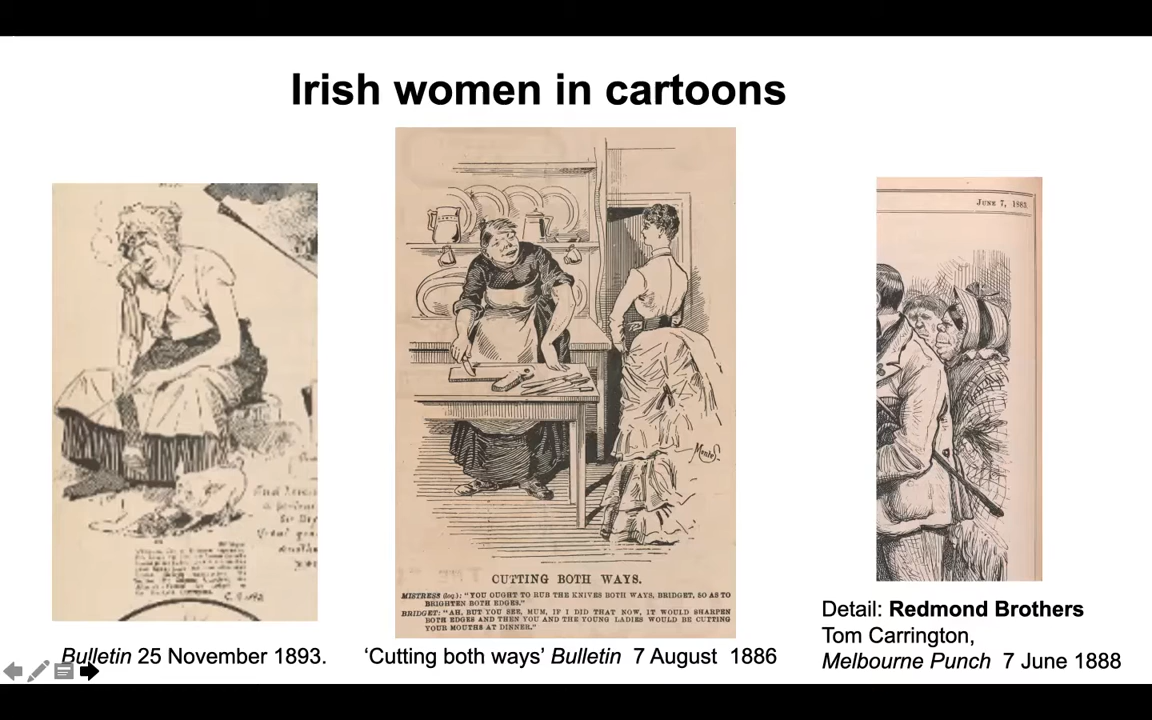 Irish women in cartoons
JUNE 7, 1883.
CUTTING BOTH WAYS.
MISTRESS (log): "YOU OUGHT TO RUB THE KNIVES BOTH WAYS, BRIDGET, SO AS TO
BRIGHTEN BOTH EDGES."
BRIDGET: "AH, BUT YOU SEE, MUM, IF I DID THAT NOW, IT WOULD SHARPEN
BOTH EDGES AND THEN YOU AND THE YOUNG LADIES WOULD BE CUTTING
YOUR MOUTHS AT DINNER."
Bulletin 25 November 1893.
‘Cutting both ways’ Bulletin 7 August 1886
Detail: Redmond Brothers
Tom Carrington,
Melbourne Punch 7 June 1888